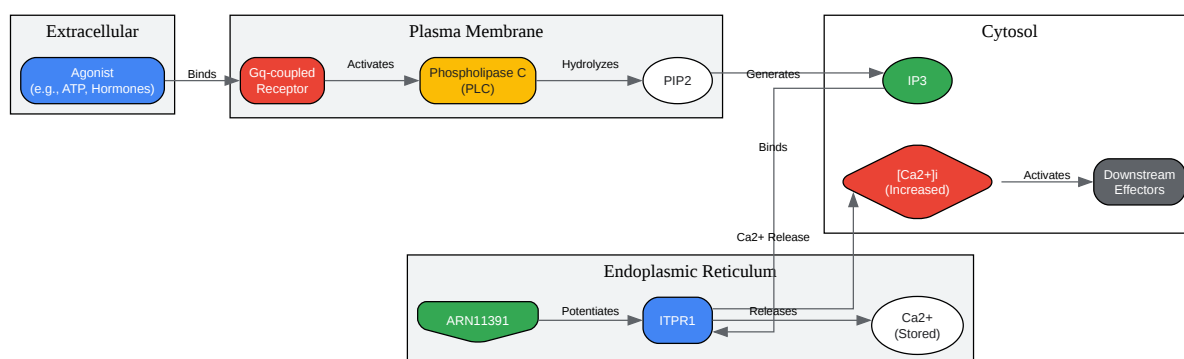 Extracellular
Agonist
(e.g., ATP, Hormones)
Binds
Plasma Membrane
Gq-coupled
Receptor
Activates
Phospholipase C
(PLC)
Hydrolyzes
PIP2
Generates
Cytosol
IP3
Binds
[Ca2+]i
(Increased)
Activates
Downstream
Effectors
Ca2+ Release
Endoplasmic Reticulum
ARN11391
Potentiates
ITPR1
Releases
Ca2+
(Stored)